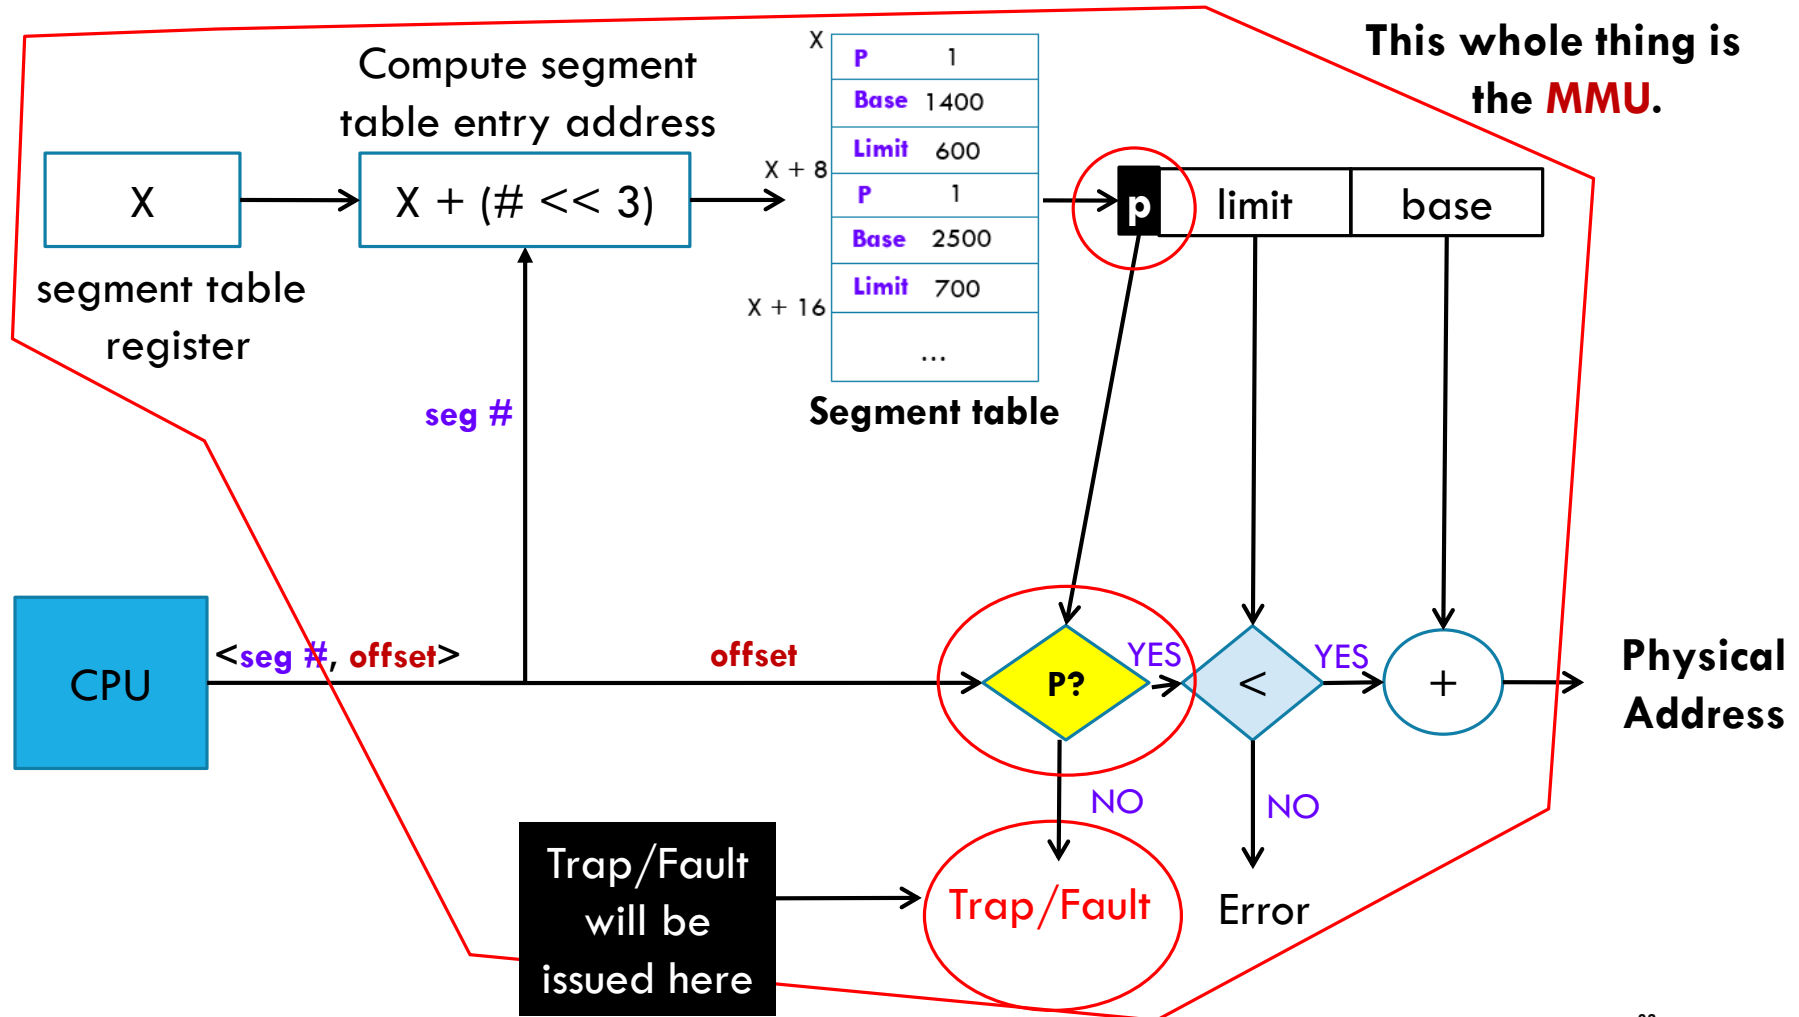 This whole thing is
the MMU.
Compute segment
table entry address
X
P 1
Base 1400
Limit 600
X + 8
P 1
Base 2500
Limit 700
X + 16
...
Segment table
X
X + (# << 3)
p
limit
base
segment table
register
seg #
CPU
<seg #, offset>
offset
P?
YES
<
YES
+
Physical
Address
NO
NO
Trap/Fault
will be
issued here
Trap/Fault
Error